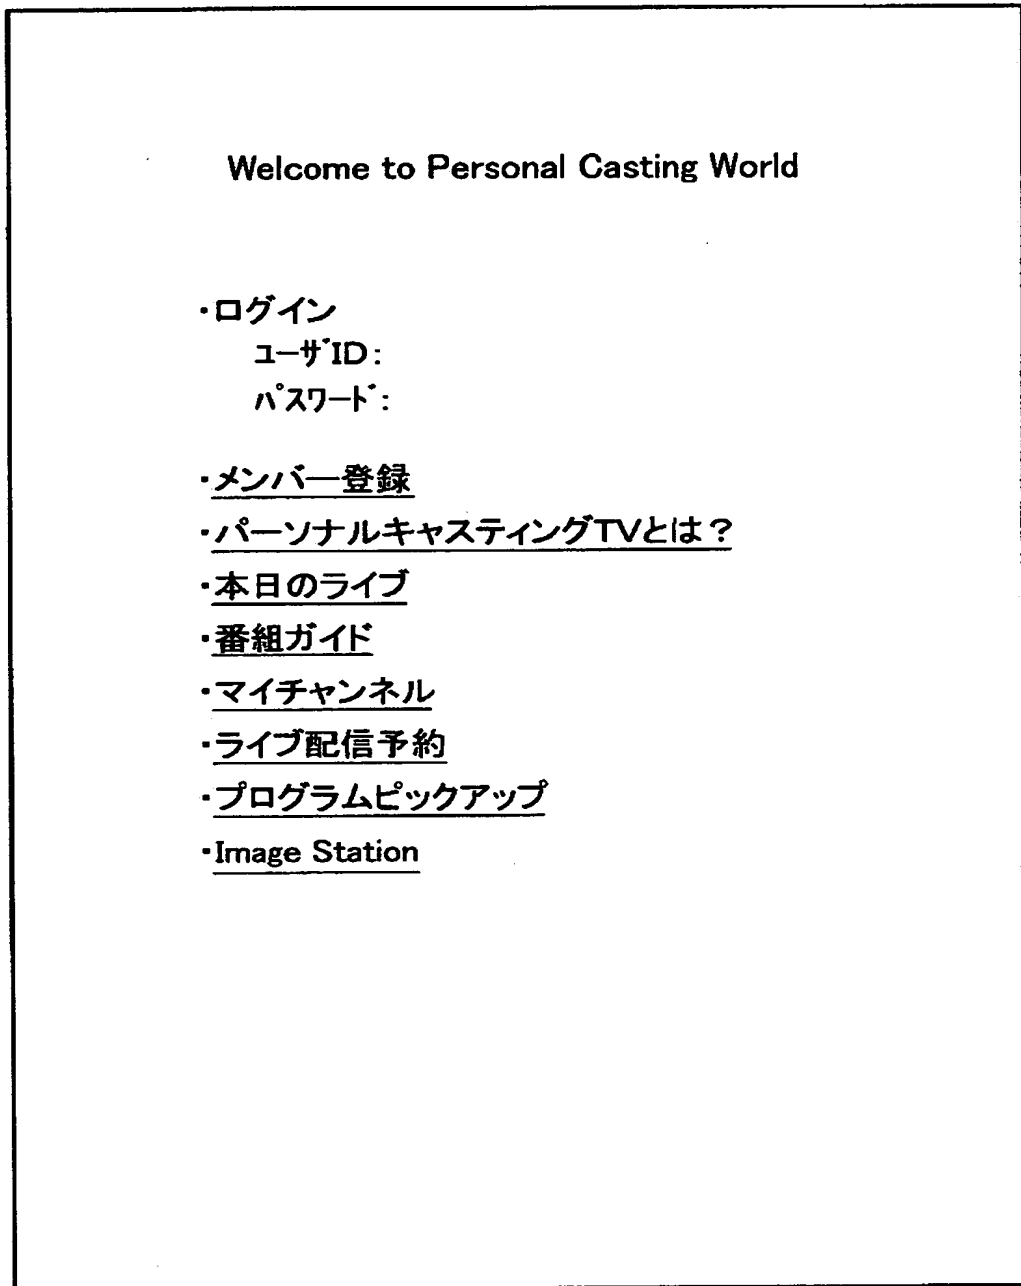 Welcome to Personal Casting World
・ログイン
ﾕｰｻﾞID:
ﾊﾟｽﾜｰﾄﾞ:
・メンバー登録
・パーソナルキャスティングTVとは？
・本日のライブ
・番組ガイド
・マイチャンネル
・ライブ配信予約
・プログラムピックアップ
・Image Station